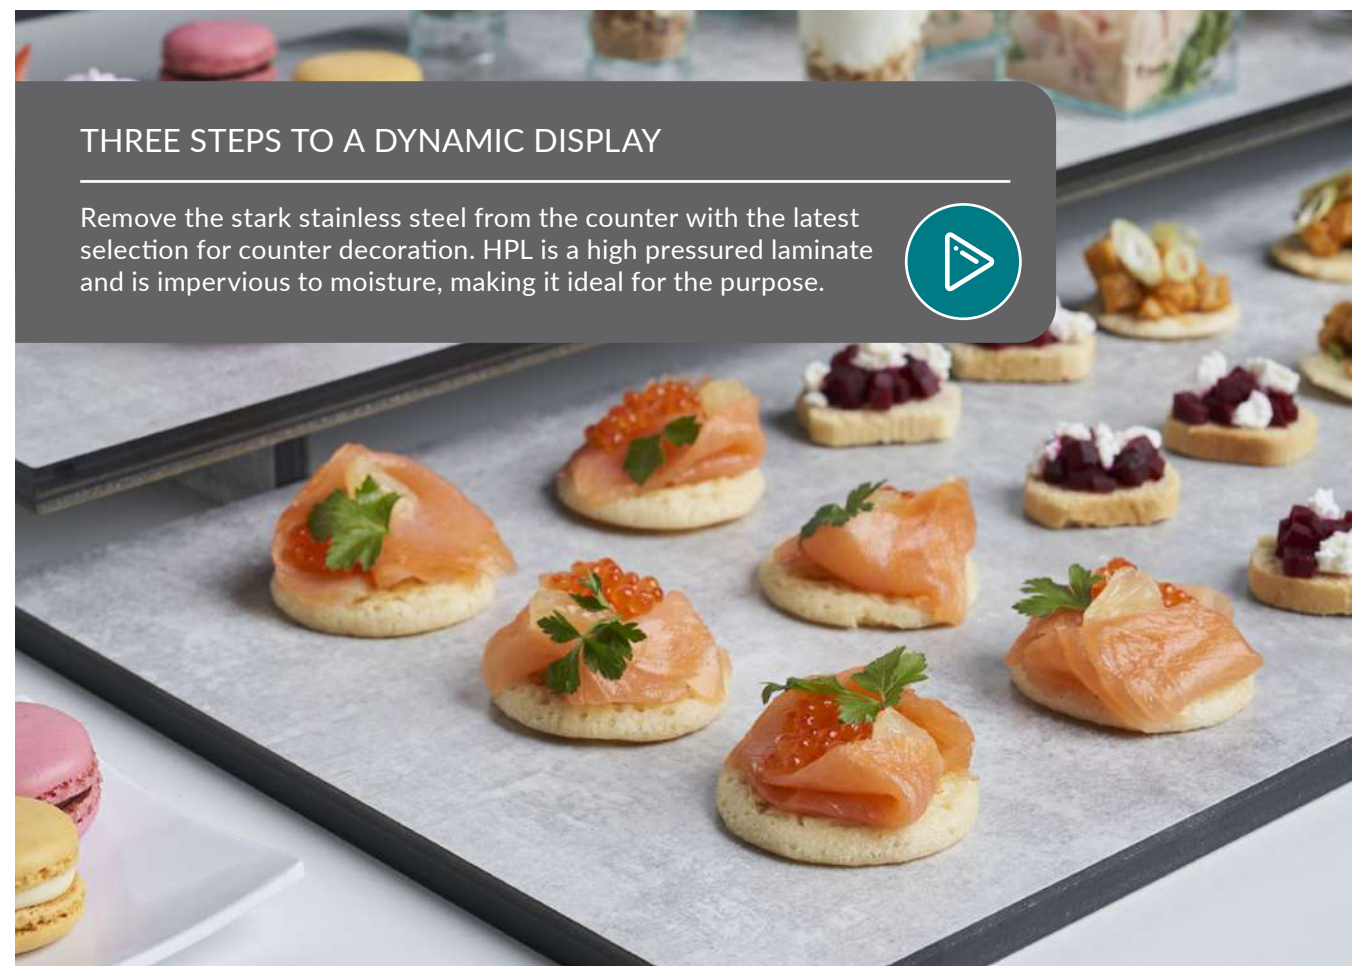 THREE STEPS TO A DYNAMIC DISPLAY
Remove the stark stainless steel from the counter with the latest
selection for counter decoration. HPL is a high pressured laminate
and is impervious to moisture, making it ideal for the purpose.